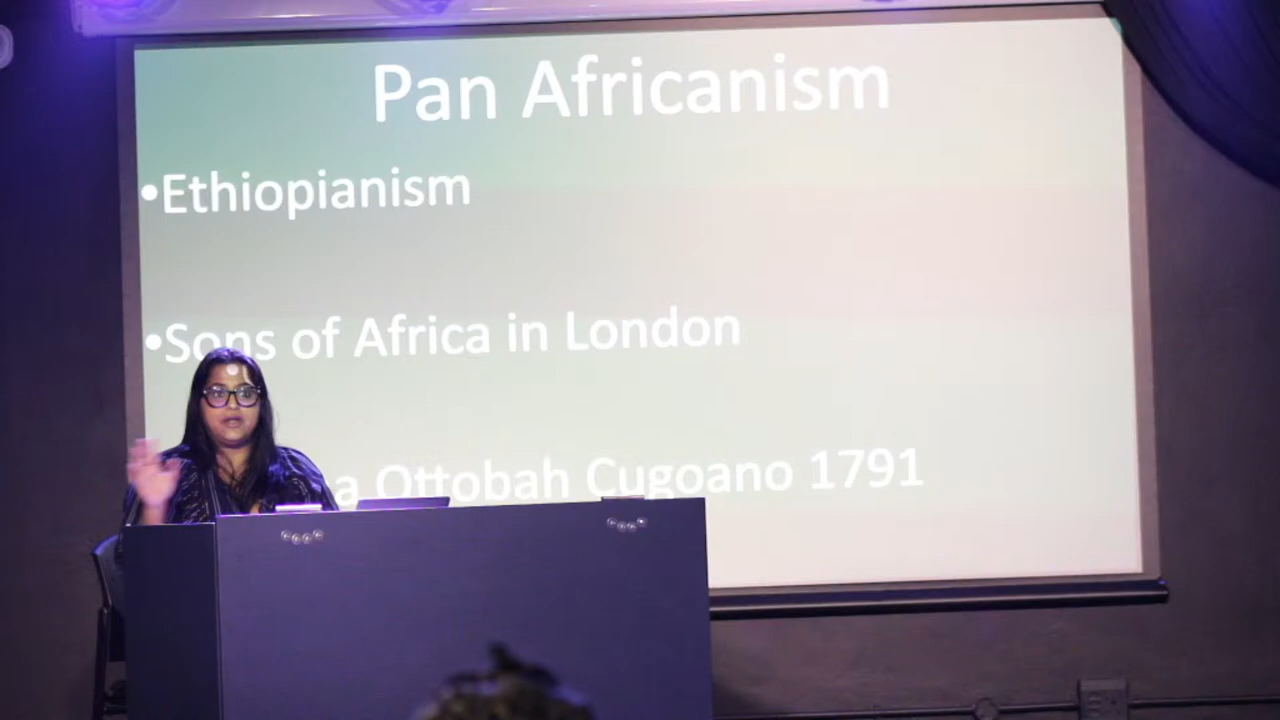 Pan Africanism
•Ethiopianism
•Sons of Africa in London
a Ottobah Cugoano 1791